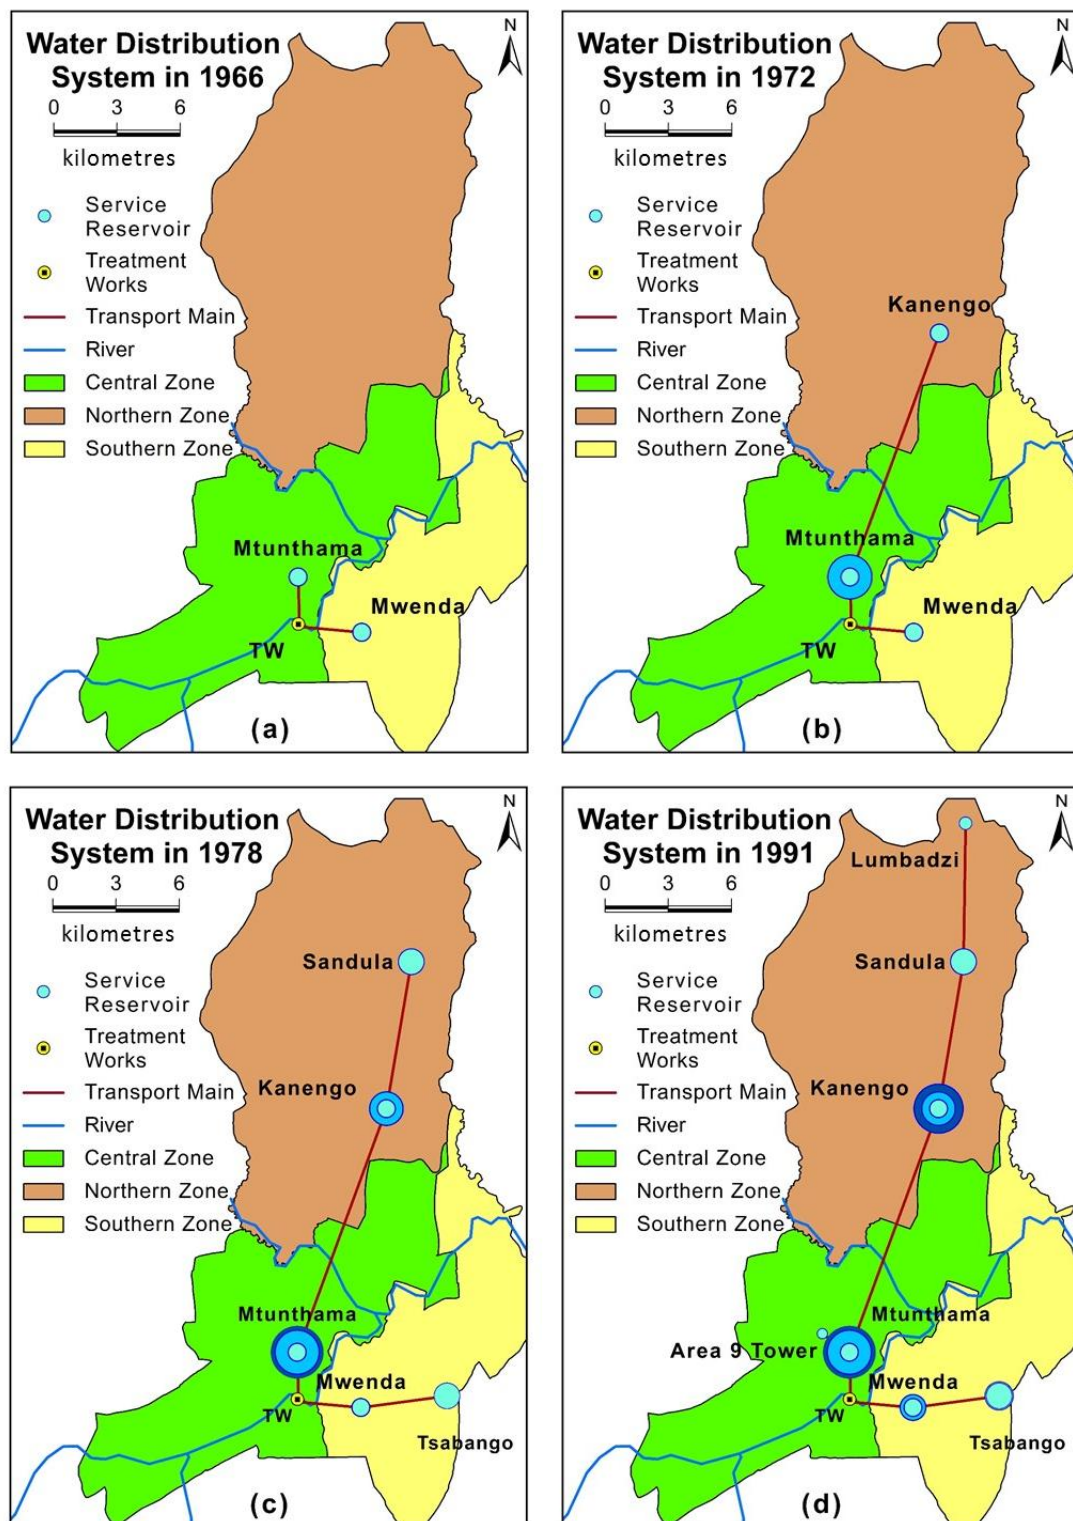 Water Distribution
System in 1966
N
0 3 6
kilometres
Service
Reservoir
Treatment
Works
Transport Main
River
Central Zone
Northern Zone
Southern Zone
Mtunthama
Mwenda
TW
(a)
Water Distribution
System in 1972
N
0 3 6
kilometres
Service
Reservoir
Treatment
Works
Transport Main
River
Central Zone
Northern Zone
Southern Zone
Kanengo
Mtunthama
Mwenda
TW
(b)
Water Distribution
System in 1978
N
0 3 6
kilometres
Service
Reservoir
Treatment
Works
Transport Main
River
Central Zone
Northern Zone
Southern Zone
Sandula
Kanengo
Mtunthama
Mwenda
TW
Tsabango
(c)
Water Distribution
System in 1991
N
0 3 6
kilometres
Service
Reservoir
Treatment
Works
Transport Main
River
Central Zone
Northern Zone
Southern Zone
Lumbadzi
Sandula
Kanengo
Mtunthama
Area 9 Tower
Mwenda
TW
Tsabango
(d)